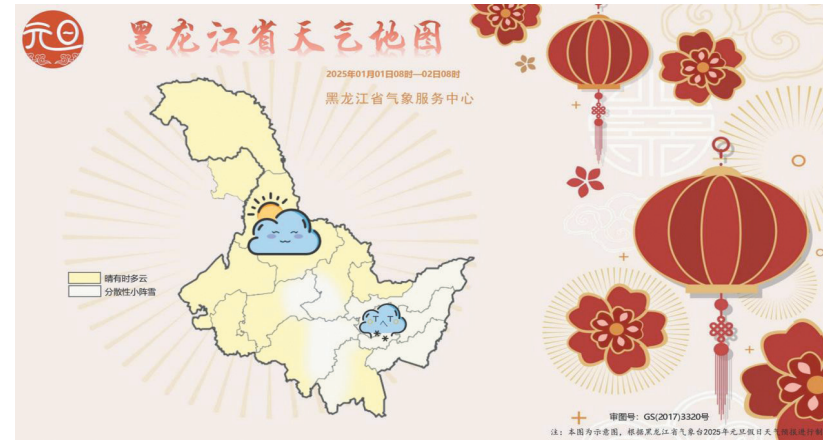 元旦
黑龙江省天气地图
2025年01月01日08时—02日08时
黑龙江省气象服务中心
晴有时多云
分散性小阵雪
审图号：GS(2017)3320号
注：本图为示意图，根据黑龙江省气象台2025年元旦假日天气预报进行制